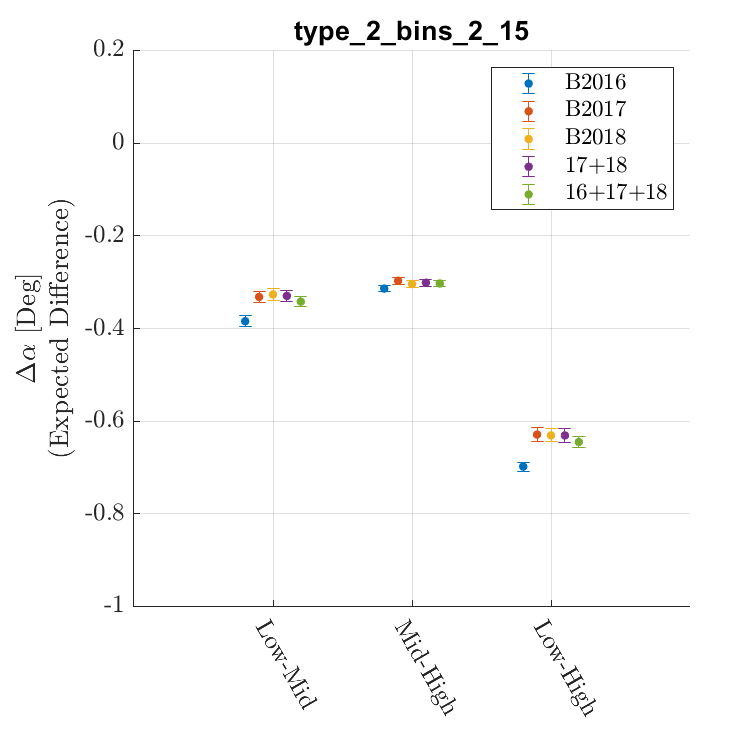 type_2_bins_2_15
0.2
0
-0.2
-0.4
-0.6
-0.8
-1
Δα [Deg]
(Expected Difference)
B2016
B2017
B2018
17+18
16+17+18
Low-Mid
Mid-High
Low-High